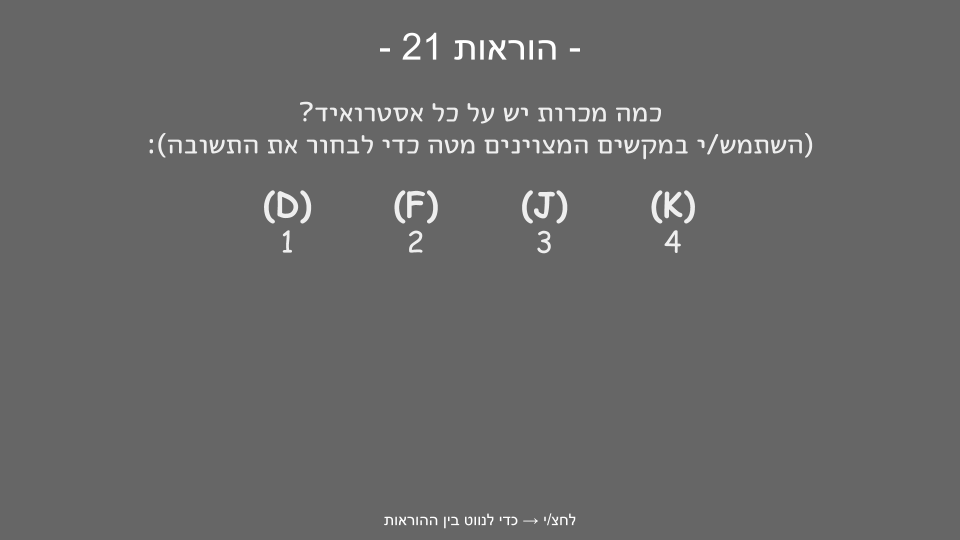 - הוראות 21 -
כמה מכרות יש על כל אסטרואיד?
(השתמש/י במקשים המצוינים מטה כדי לבחור את התשובה):
(D) (F) (J) (K)
1 2 3 4
לחצ/י → כדי לנווט בין ההוראות